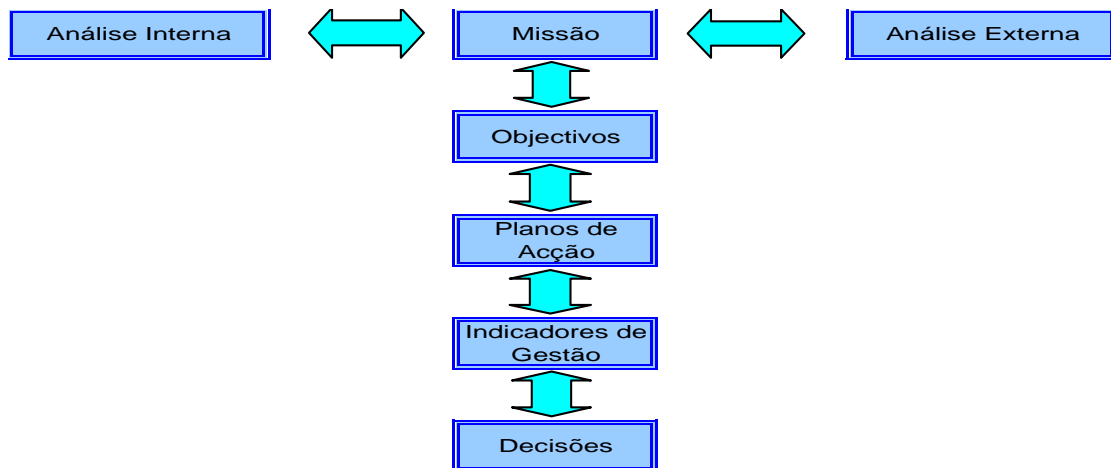 Análise Interna
Missão
Análise Externa
Objectivos
Planos de
Acção
Indicadores de
Gestão
Decisões